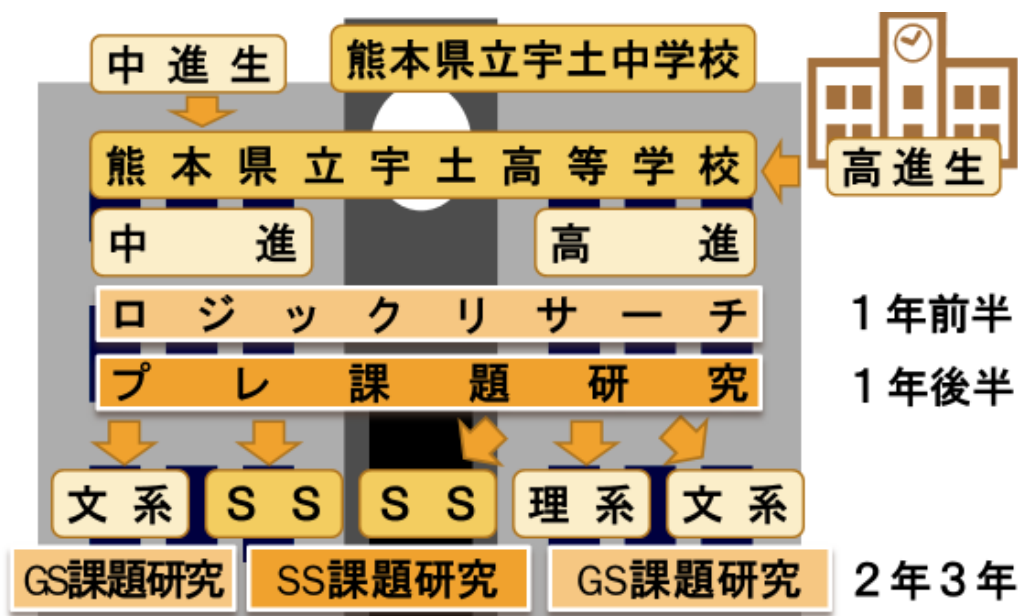 中進生 熊本県立宇土中学校
熊本県立宇土高等学校 高進生
中進 高進
ロジックリサーチ 1年前半
プレ課題研究 1年後半
文系 SS SS 理系 文系
GS課題研究 SS課題研究 GS課題研究 2年3年